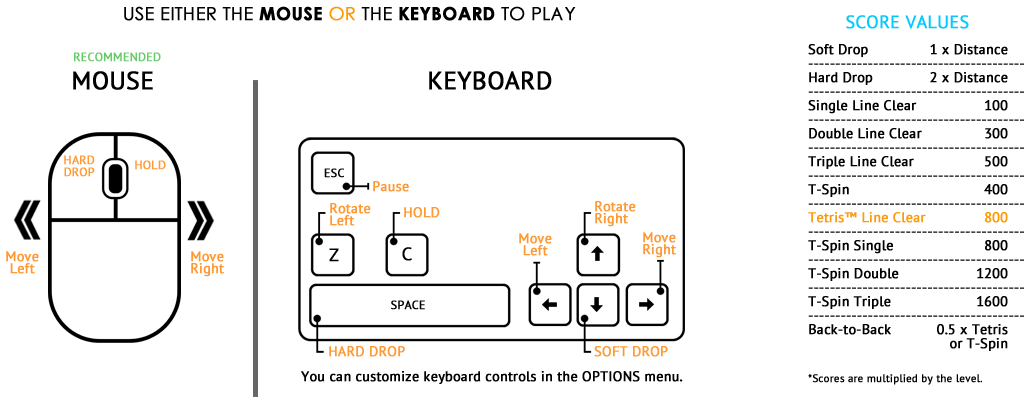 USE EITHER THE MOUSE OR THE KEYBOARD TO PLAY
RECOMMENDED
MOUSE
HARD
DROP
HOLD
Move
Left
Move
Right
KEYBOARD
ESC
Pause
Rotate
Left
HOLD
Rotate
Right
Move
Left
Move
Right
Z
C
SPACE
HARD DROP
SOFT DROP
You can customize keyboard controls in the OPTIONS menu.
SCORE VALUES
Soft Drop 1 x Distance
Hard Drop 2 x Distance
Single Line Clear 100
Double Line Clear 300
Triple Line Clear 500
T-Spin 400
Tetris™ Line Clear 800
T-Spin Single 800
T-Spin Double 1200
T-Spin Triple 1600
Back-to-Back 0.5 x Tetris
or T-Spin
*Scores are multiplied by the level.